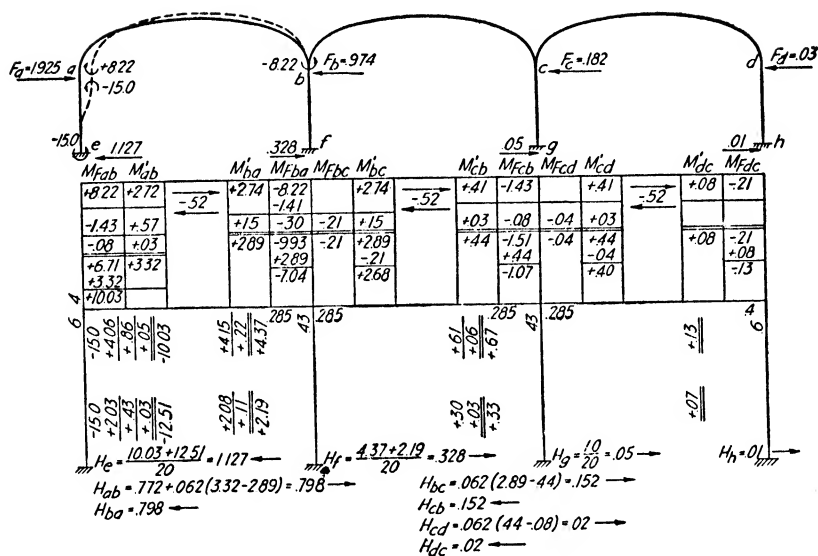 Fa=1.925 a +8.22 -8.22 Fb=.974 b Fc=.182 c d Fd=.03
-15.0
-15.0 e 1.127 .328 f .05 g .01 h
MFab M'ab M'ba MFba MFbc M'bc M'cb MFcb MFcd M'cd M'dc MFdc
+8.22 +2.72 -.52 +2.74 -8.22 +2.74 -.52 +.41 -1.43 +.41 -.52 +.08 -.21
-1.41
-1.43 +.57 +.15 -.30 -.21 +.15 +.03 -.08 -.04 +.03
-.08 +.03 +2.89 -9.93 -.21 +2.89 +.44 -1.51 -.04 +.44 +.08 -.21
+6.71 +3.32 +2.89 -.21 +.44 -.04 +.08
+3.32 -7.04 +2.68 -1.07 +.40 -.13
+10.03
.4 .285 .285 .285 .285 .4
.6 .43 .43 .6
-15.0 +4.06 +.86 +.05 -10.03 +4.15 +.22 +4.37 +.61 +.06 +.67 +.13
-15.0 +2.03 +.43 +.03 -12.51 +2.08 +.11 +2.19 +.30 +.03 +.33 +.07
He = 10.03+12.51 / 20 = 1.127 Hf = 4.37+2.19 / 20 = .328 Hg = 1.0 / 20 = .05 Hh=.01
Hab = .772+.062(3.32-2.89) = .798 Hbc = .062(2.89-.44) = .152
Hba = .798 Hcb = .152
Hcd = .062(.44-.08) = .02
Hdc = .02